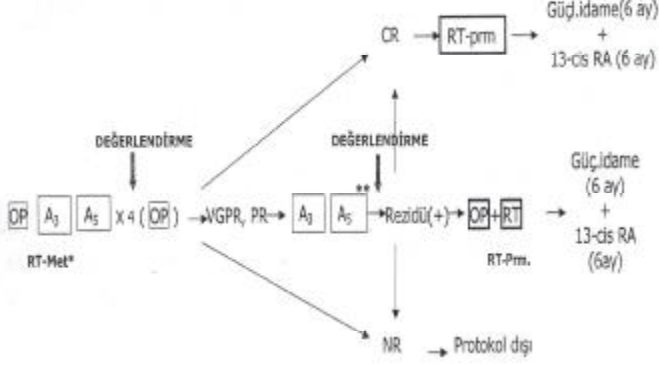 Güçl.idame(6 ay)
+
13-cis RA (6 ay)
CR
RT-prm
DEĞERLENDİRME
DEĞERLENDİRME
OP A3 A5 x 4 ( OP ) VGPR, PR A3 A5 ** Rezidü(+) OP+RT
RT-Met*
RT-Prm.
Güç.idame
(6 ay)
+
13-cis RA
(6ay)
NR
Protokol dışı